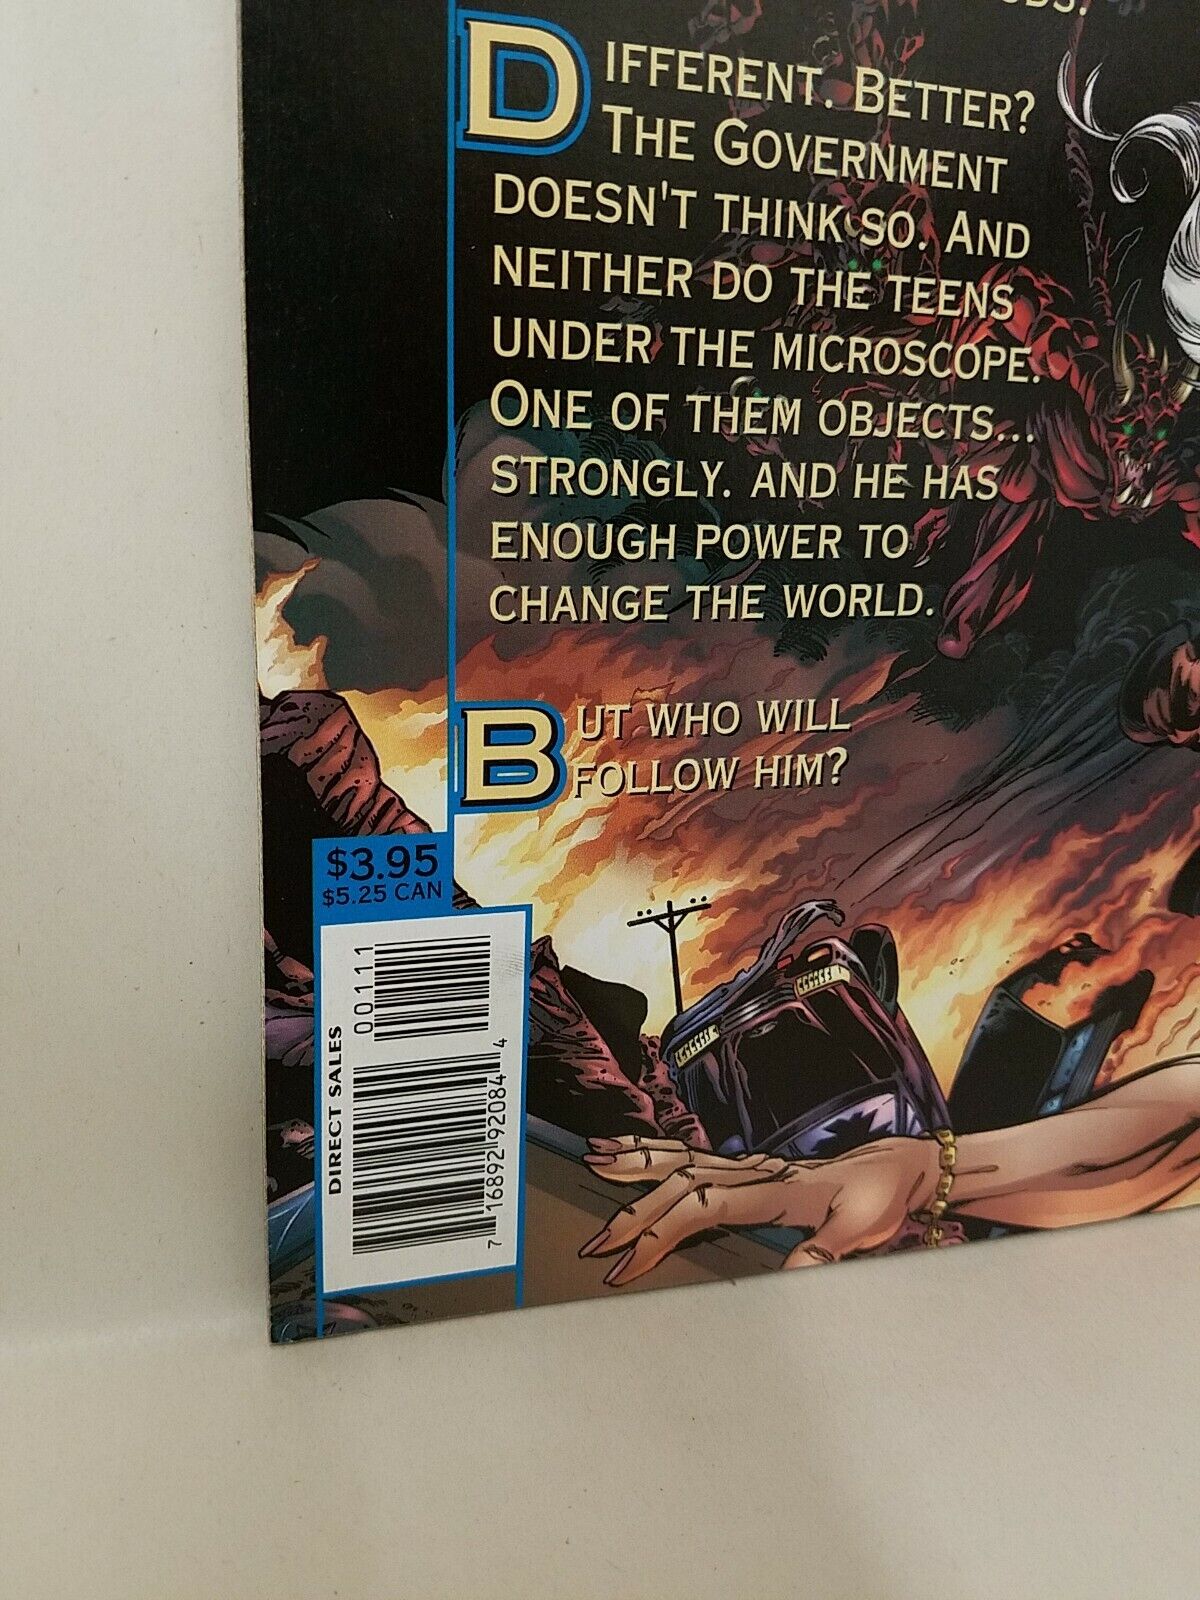 DIFFERENT. BETTER?
THE GOVERNMENT
DOESN'T THINK SO. AND
NEITHER DO THE TEENS
UNDER THE MICROSCOPE.
ONE OF THEM OBJECTS...
STRONGLY. AND HE HAS
ENOUGH POWER TO
CHANGE THE WORLD.
BUT WHO WILL
FOLLOW HIM?
$3.95
$5.25 CAN
DIRECT SALES
00111
7 16892 92084 4